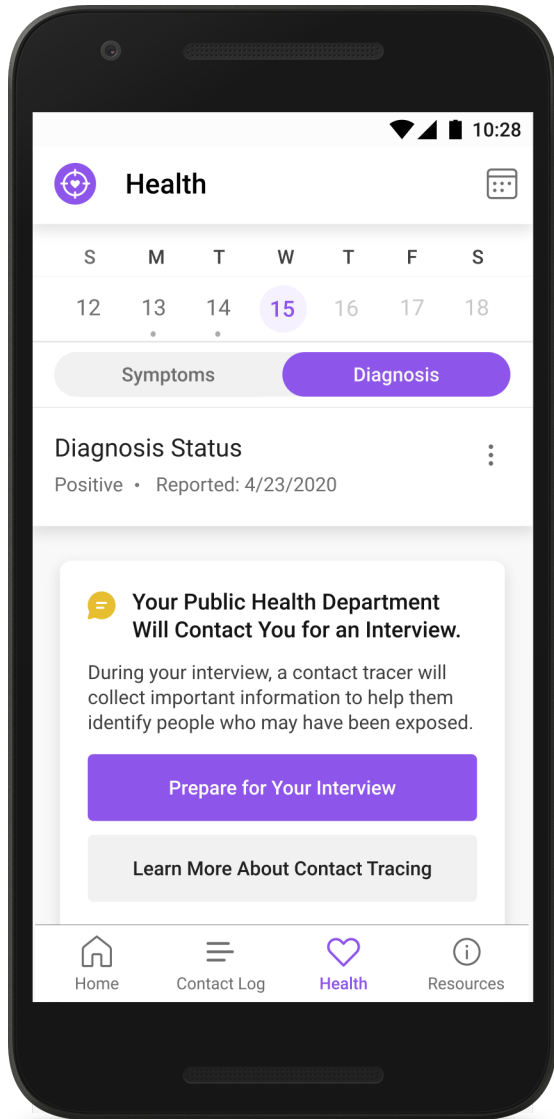 10:28
Health
S M T W T F S
12 13 14 15 16 17 18
Symptoms Diagnosis
Diagnosis Status
Positive • Reported: 4/23/2020
Your Public Health Department
Will Contact You for an Interview.
During your interview, a contact tracer will
collect important information to help them
identify people who may have been exposed.
Prepare for Your Interview
Learn More About Contact Tracing
Home Contact Log Health Resources